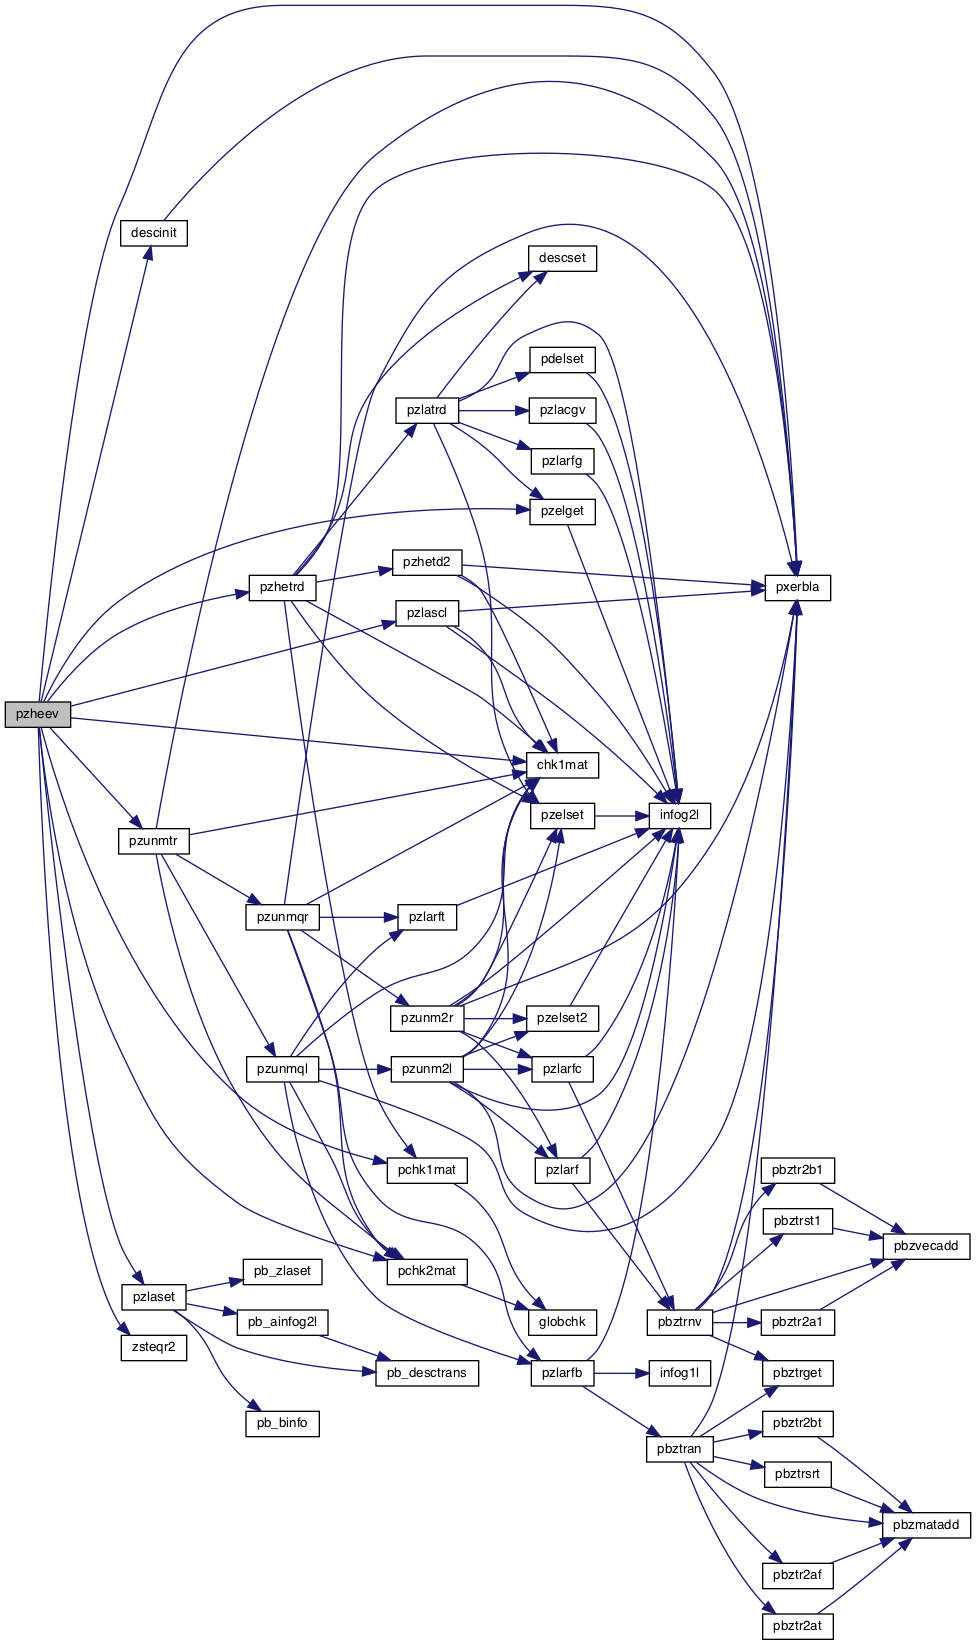 descinit
descset
pdelset
pzlatrd
pzlacgv
pzlarfg
pzelget
pzhetd2
pzhetrd
pxerbla
pzlascl
pzheev
chk1mat
pzelset
infog2l
pzunmtr
pzunmqr
pzlarft
pzunm2r
pzelset2
pzunmql
pzunm2l
pzlarfc
pchk1mat
pzlarf
pbztr2b1
pbztrst1
pbzvecadd
pchk2mat
pb_zlaset
pzlaset
pb_ainfog2l
globchk
pbztrnv
pbztr2a1
zsteqr2
pb_desctrans
pzlarfb
infog1l
pbztrget
pb_binfo
pbztr2bt
pbztran
pbztrsrt
pbzmatadd
pbztr2af
pbztr2at